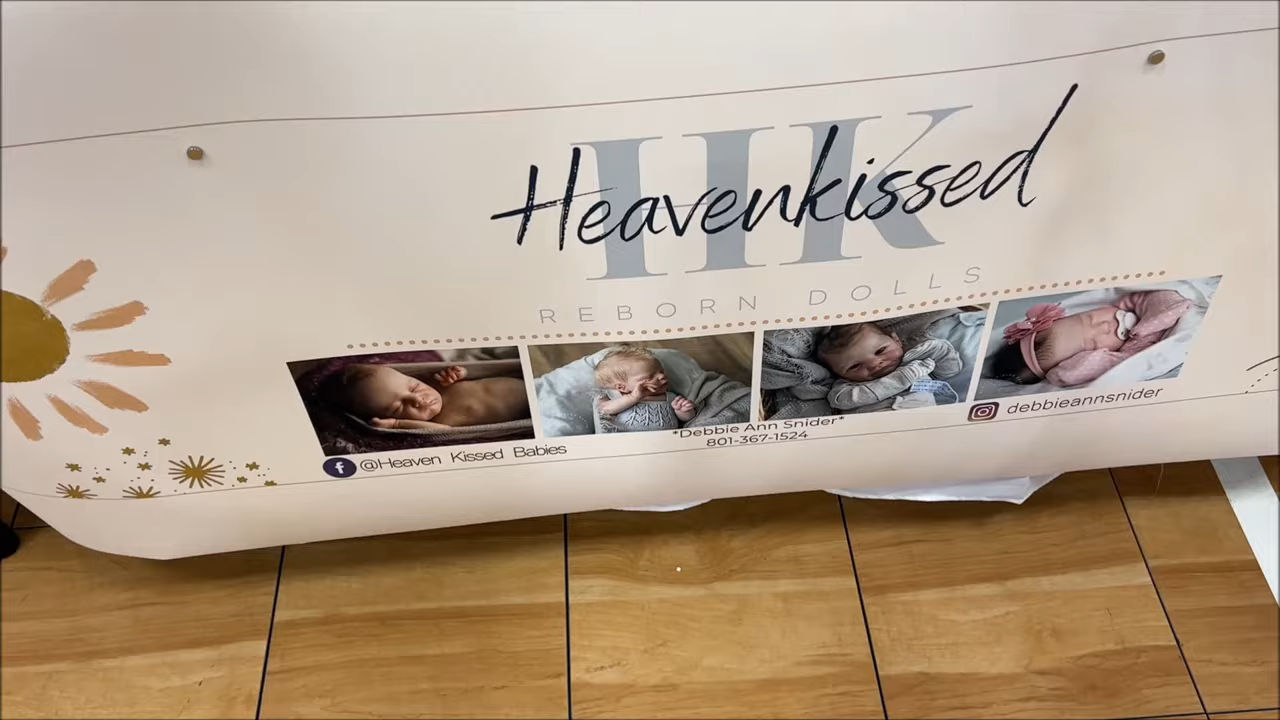 HK
Heavenkissed
REBORN DOLLS
@Heaven Kissed Babies
*Debbie Ann Snider*
801-367-1524
debbieannsnider